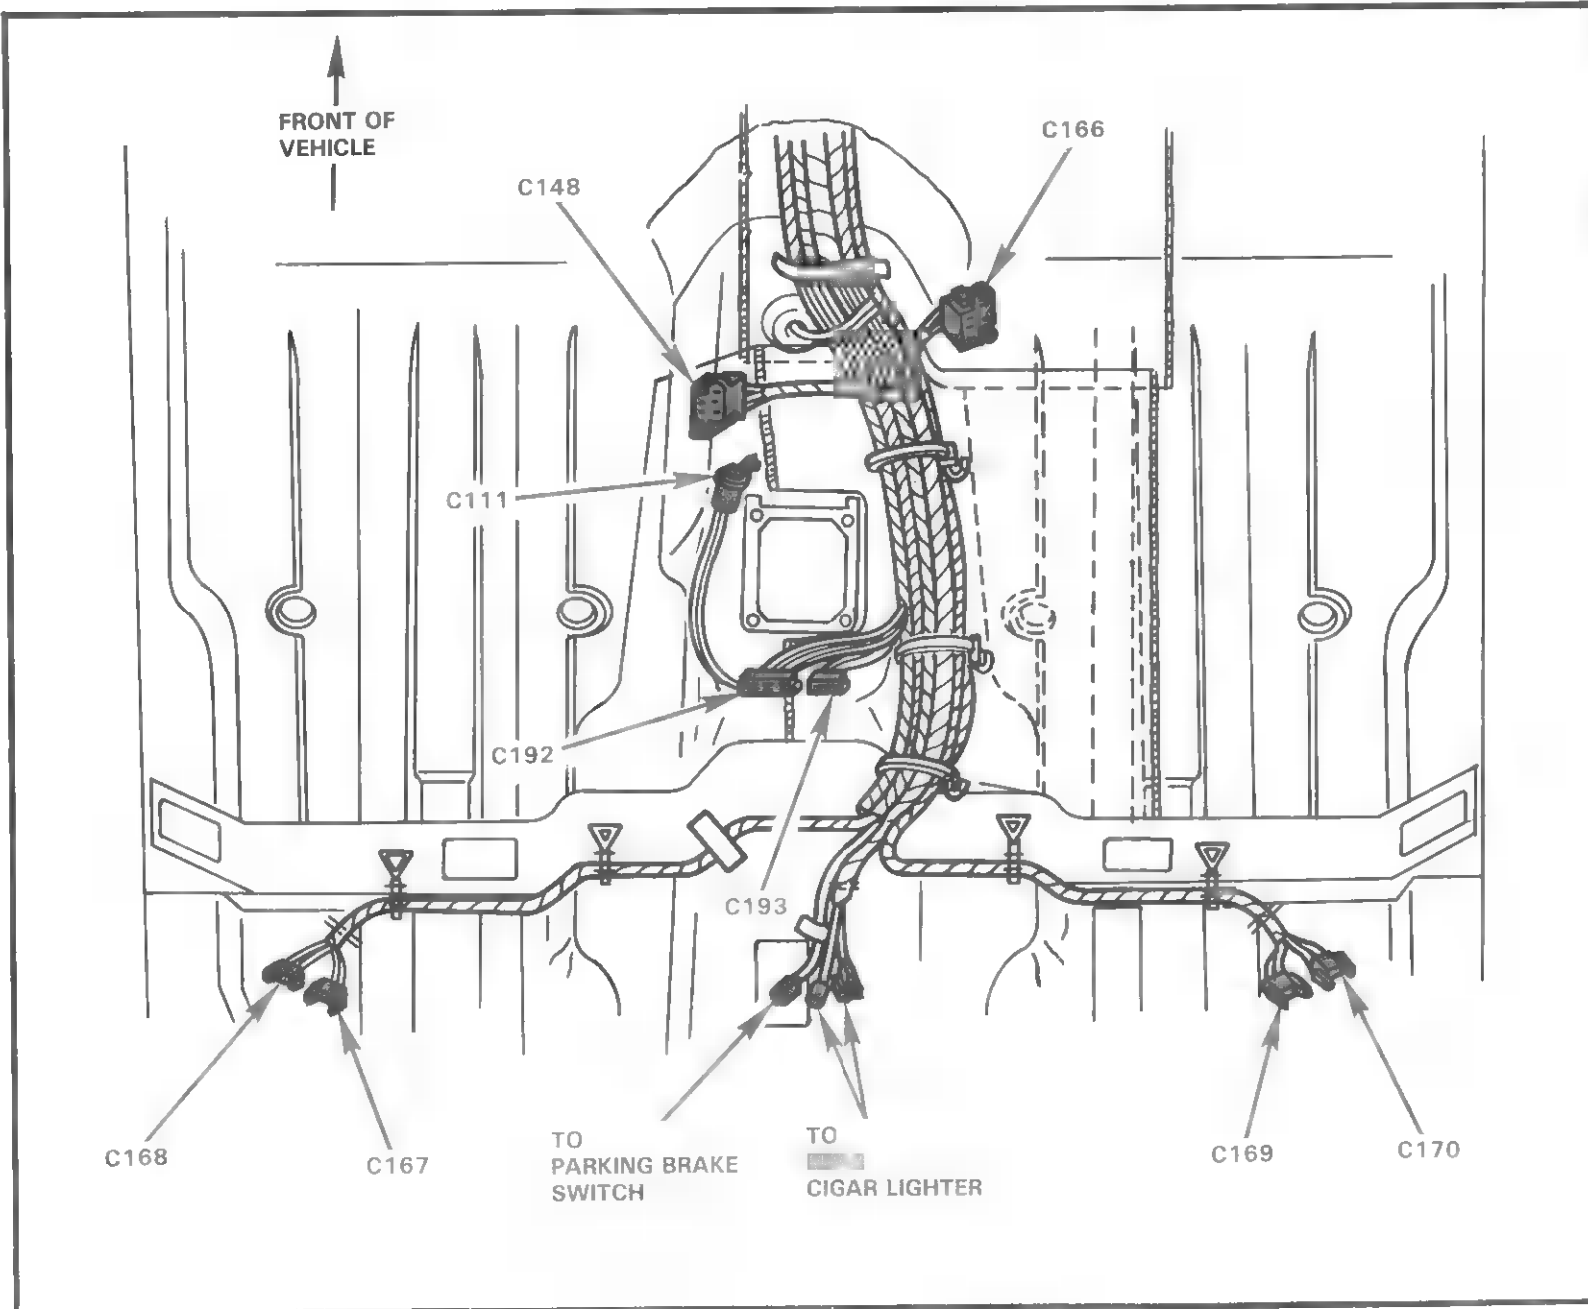 FRONT OF
VEHICLE
C166
C148
C111
C192
C193
C168
C167
TO
PARKING BRAKE
SWITCH
TO
CIGAR LIGHTER
C169
C170